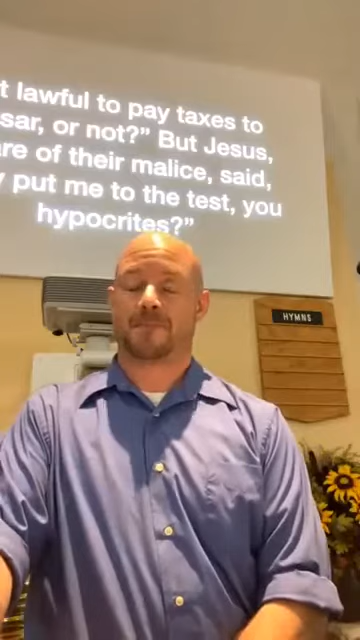 t lawful to pay taxes to
sar, or not?” But Jesus,
re of their malice, said,
y put me to the test, you
hypocrites?”
HYMNS